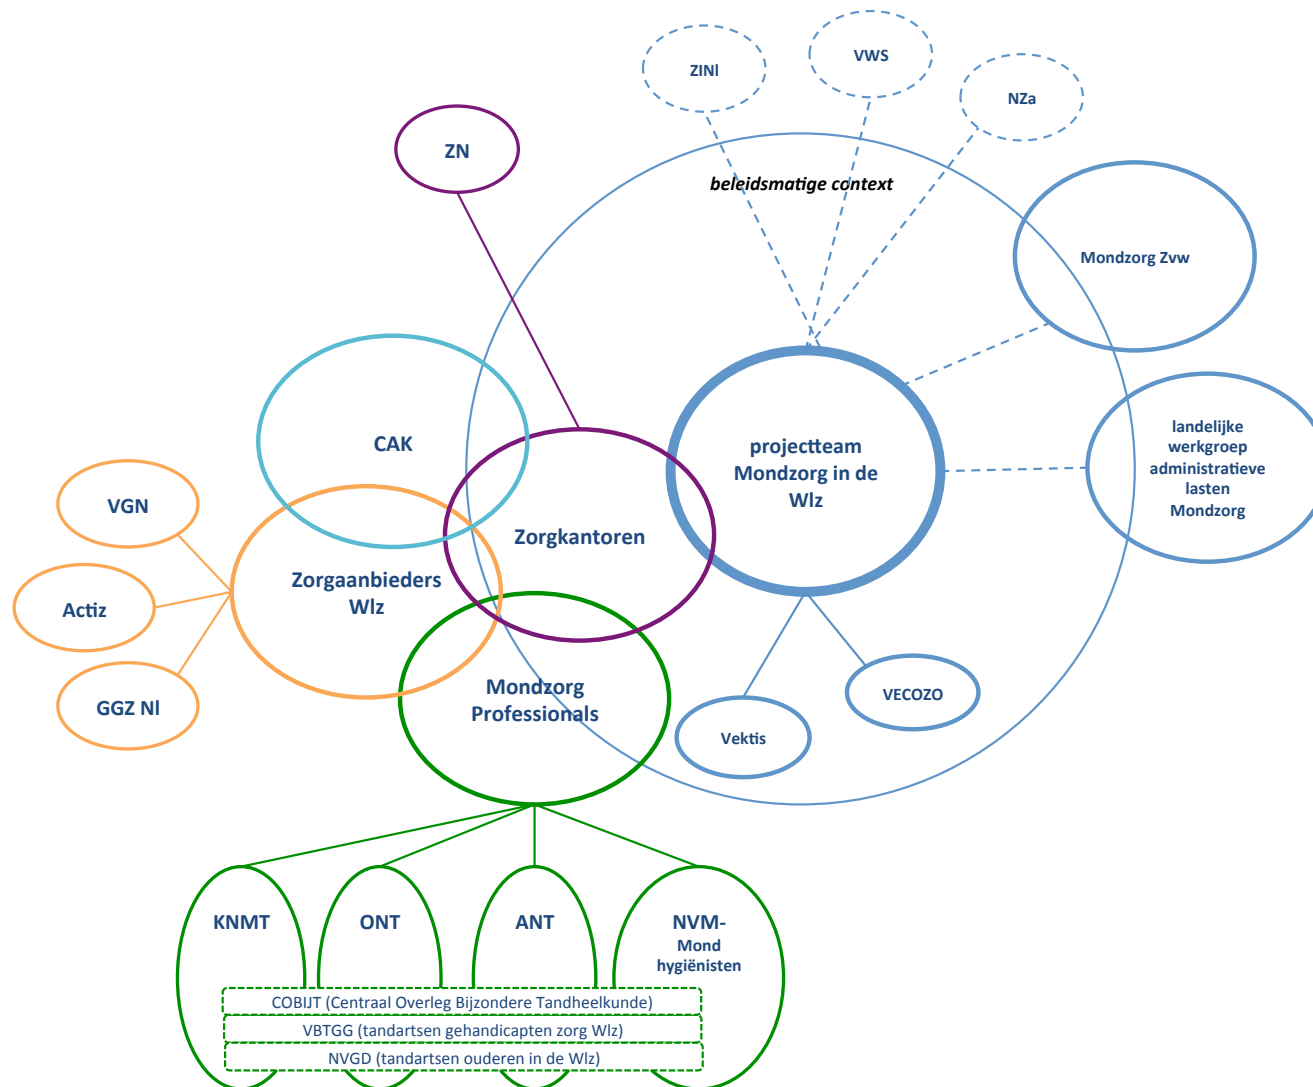 ZINl
VWS
NZa
ZN
beleidsmatige context
Mondzorg Zvw
CAK
projectteam
Mondzorg in de
Wlz
landelijke
werkgroep
administratieve
lasten
Mondzorg
VGN
Zorgkantoren
Actiz
Zorgaanbieders
Wlz
GGZ Nl
Mondzorg
Professionals
Vektis
VECOZO
KNMT
ONT
ANT
NVM-
Mond
hygiënisten
COBIJT (Centraal Overleg Bijzondere Tandheelkunde)
VBTGG (tandartsen gehandicapten zorg Wlz)
NVGD (tandartsen ouderen in de Wlz)